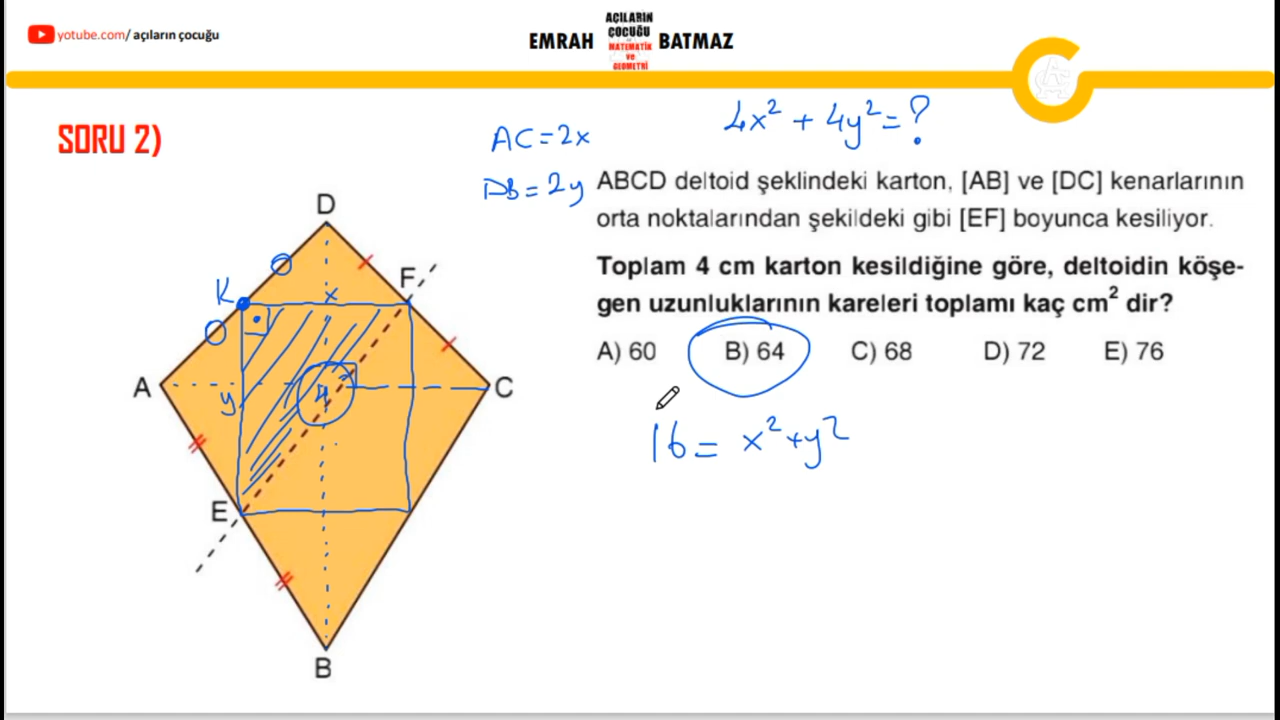 yotube.com/ açıların çocuğu
EMRAH
AÇILARIN
ÇOCUĞU
MATEMATİK
ve
GEOMETRİ
BATMAZ
SORU 2)
AC = 2x
DB = 2y
4x² + 4y² = ?
ABCD deltoid şeklindeki karton, [AB] ve [DC] kenarlarının
orta noktalarından şekildeki gibi [EF] boyunca kesiliyor.
Toplam 4 cm karton kesildiğine göre, deltoidin köşe-
gen uzunluklarının kareleri toplamı kaç cm² dir?
A) 60 B) 64 C) 68 D) 72 E) 76
16 = x² + y²
D
F
K
x
A
y
4
C
E
B